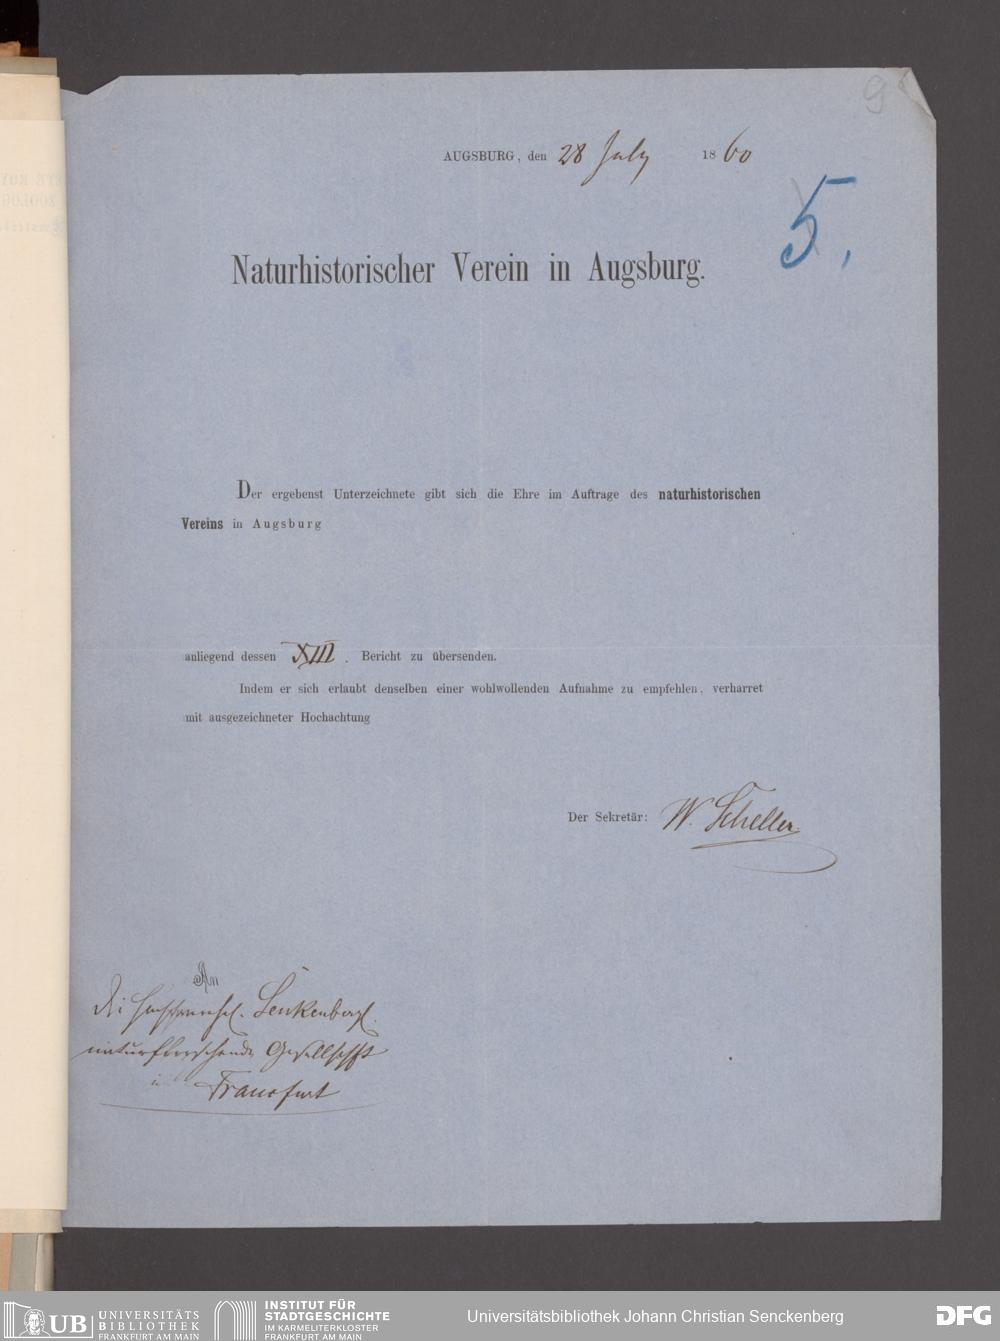 9
AUGSBURG, den 28 July 1860
5.
Naturhistorischer Verein in Augsburg.
Der ergebenst Unterzeichnete gibt sich die Ehre im Auftrage des naturhistorischen
Vereins in Augsburg
anliegend dessen XIII. Bericht zu übersenden.
Indem er sich erlaubt denselben einer wohlwollenden Aufnahme zu empfehlen, verharret
mit ausgezeichneter Hochachtung
Der Sekretär: W. Scheller
An
Senkenbergl.
naturforschende Gesellschft
in Francfurt
UB UNIVERSITÄTS
BIBLIOTHEK
FRANKFURT AM MAIN
INSTITUT FÜR
STADTGESCHICHTE
IM KARMELITERKLOSTER
FRANKFURT AM MAIN
Universitätsbibliothek Johann Christian Senckenberg
DFG